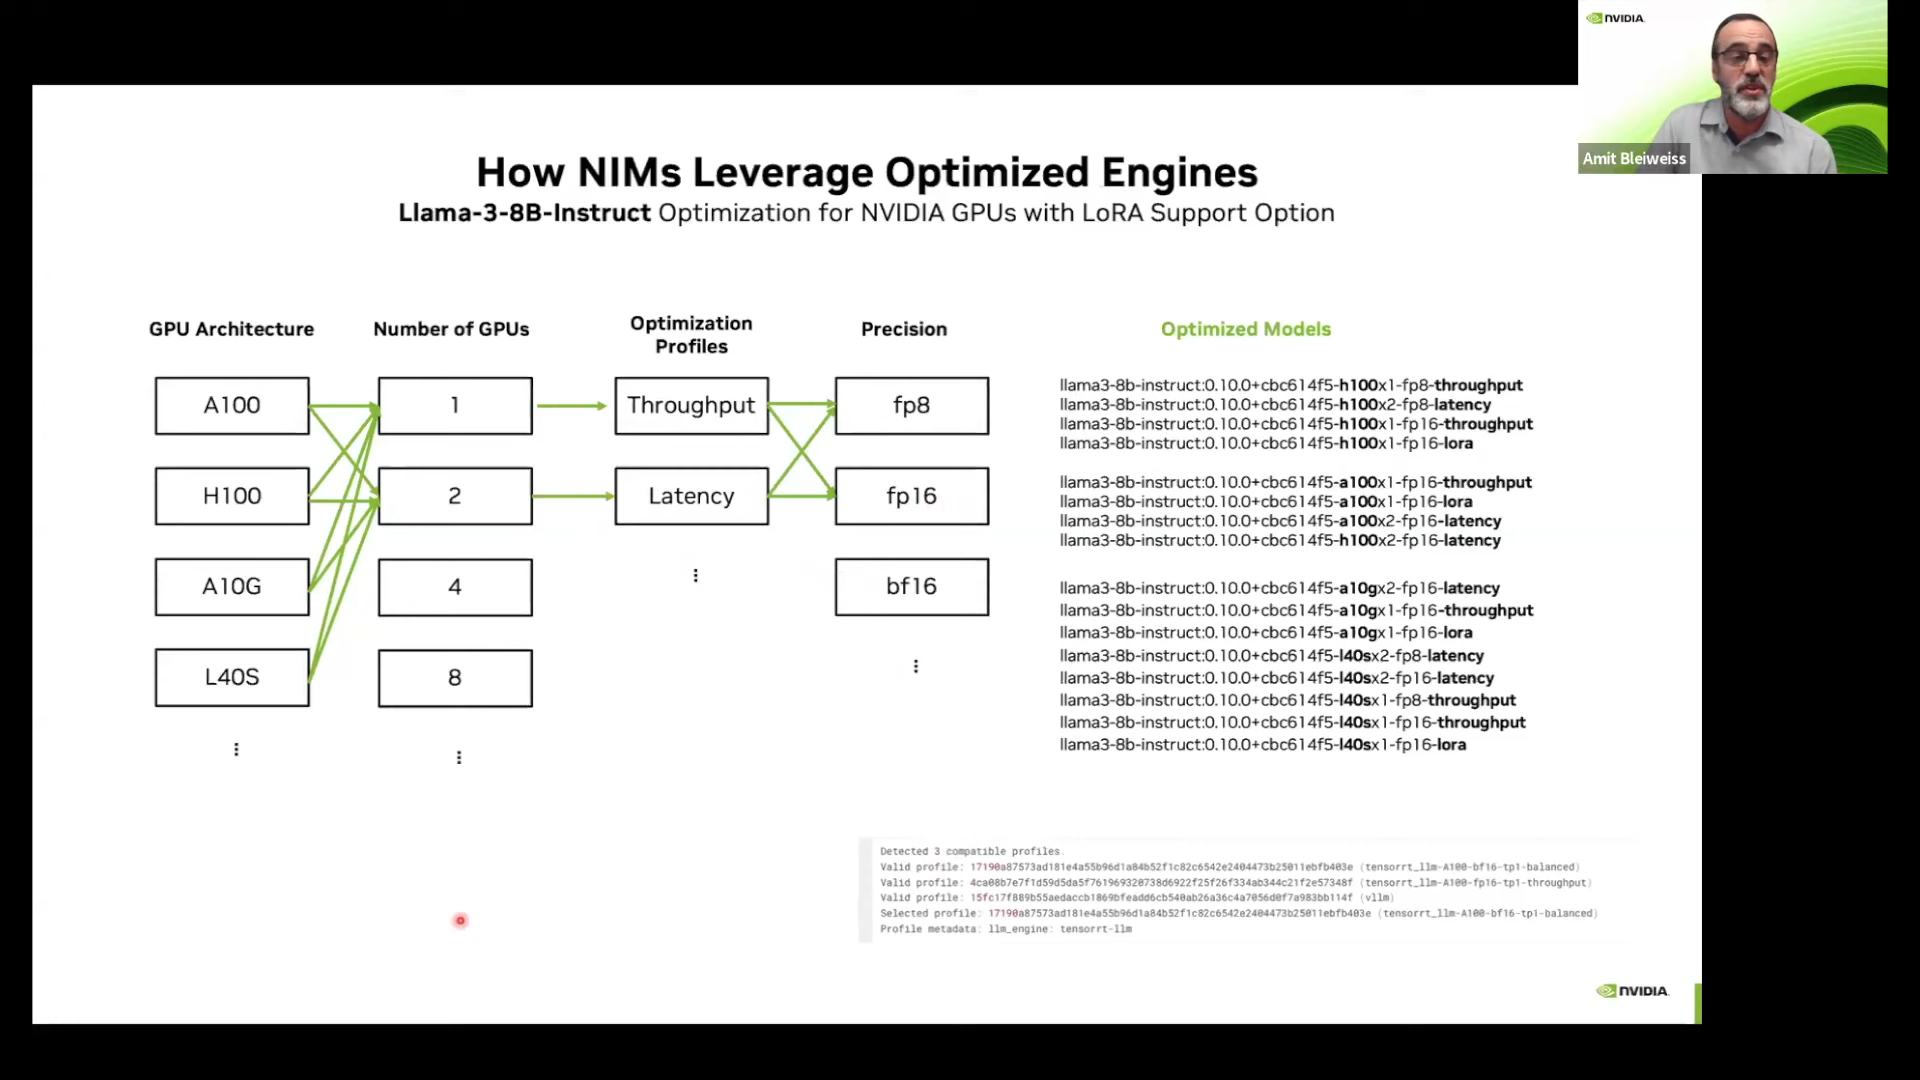 NVIDIA.
Amit Bleiweiss
How NIMs Leverage Optimized Engines
Llama-3-8B-Instruct Optimization for NVIDIA GPUs with LoRA Support Option
GPU Architecture
A100
H100
A10G
L40S
Number of GPUs
1
2
4
8
Optimization
Profiles
Throughput
Latency
Precision
fp8
fp16
bf16
Optimized Models
llama3-8b-instruct:0.10.0+cbc614f5-h100x1-fp8-throughput
llama3-8b-instruct:0.10.0+cbc614f5-h100x2-fp8-latency
llama3-8b-instruct:0.10.0+cbc614f5-h100x1-fp16-throughput
llama3-8b-instruct:0.10.0+cbc614f5-h100x1-fp16-lora
llama3-8b-instruct:0.10.0+cbc614f5-a100x1-fp16-throughput
llama3-8b-instruct:0.10.0+cbc614f5-a100x1-fp16-lora
llama3-8b-instruct:0.10.0+cbc614f5-a100x2-fp16-latency
llama3-8b-instruct:0.10.0+cbc614f5-h100x2-fp16-latency
llama3-8b-instruct:0.10.0+cbc614f5-a10gx2-fp16-latency
llama3-8b-instruct:0.10.0+cbc614f5-a10gx1-fp16-throughput
llama3-8b-instruct:0.10.0+cbc614f5-a10gx1-fp16-lora
llama3-8b-instruct:0.10.0+cbc614f5-l40sx2-fp8-latency
llama3-8b-instruct:0.10.0+cbc614f5-l40sx2-fp16-latency
llama3-8b-instruct:0.10.0+cbc614f5-l40sx1-fp8-throughput
llama3-8b-instruct:0.10.0+cbc614f5-l40sx1-fp16-throughput
llama3-8b-instruct:0.10.0+cbc614f5-l40sx1-fp16-lora
Detected 3 compatible profiles.
Valid profile: 17190a87573ad181e4a55b96d1a84b52f1c82c6542e2404473b25011ebfb403e (tensorrt_llm-A100-bf16-tp1-balanced)
Valid profile: 4ca08b7e7f1d59d5da5f761969320738d6922f25f26f334ab344c21f2e57348f (tensorrt_llm-A100-fp16-tp1-throughput)
Valid profile: 15fc17f889b55aedaccb1869bfeadd6cb540ab26a36c4a7056d0f7a983bb114f (vllm)
Selected profile: 17190a87573ad181e4a55b96d1a84b52f1c82c6542e2404473b25011ebfb403e (tensorrt_llm-A100-bf16-tp1-balanced)
Profile metadata: llm_engine: tensorrt-llm
NVIDIA.